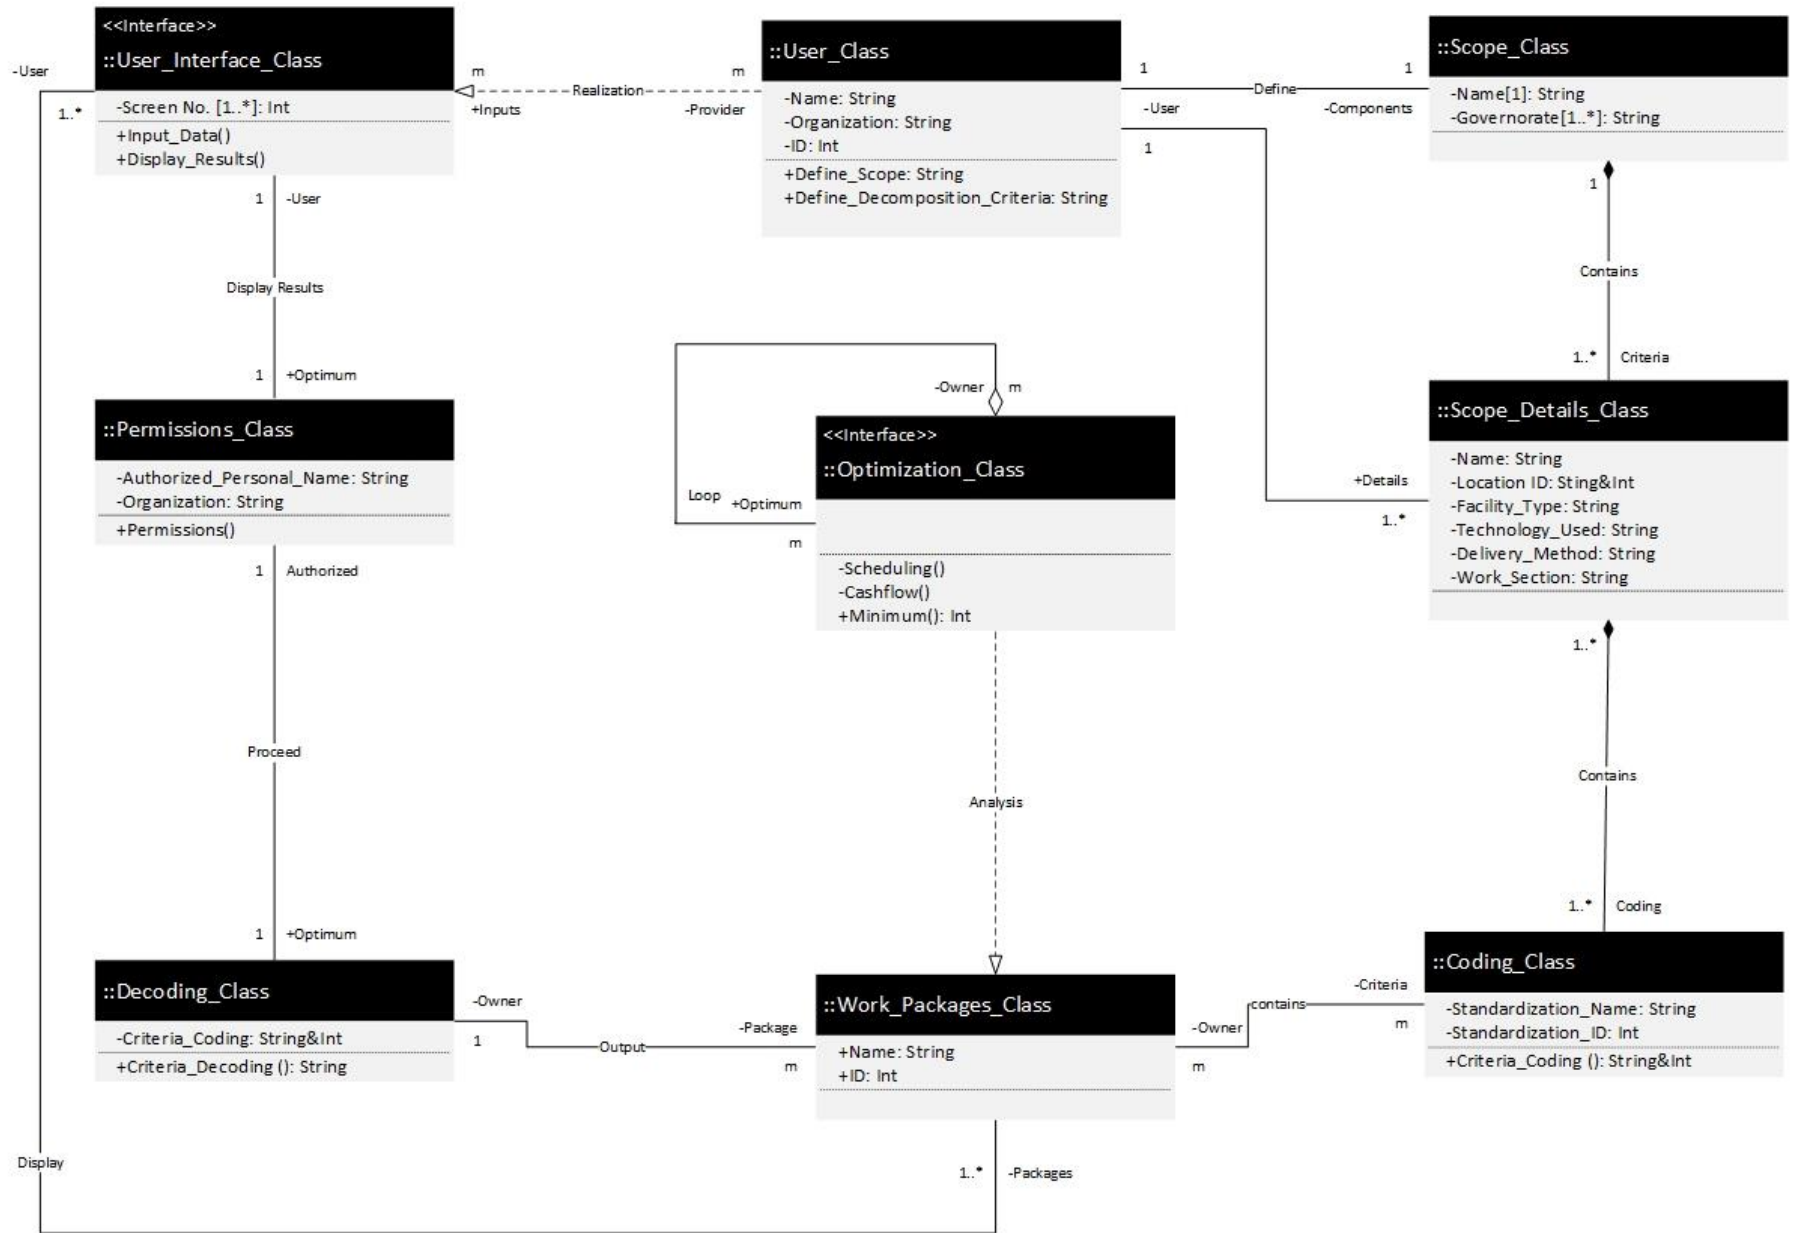 <<Interface>>
::User_Interface_Class
-Screen No. [1..*]: Int
+Input_Data()
+Display_Results()
-User
1..*
m
+Inputs
Realization
m
-Provider
::User_Class
-Name: String
-Organization: String
-ID: Int
+Define_Scope: String
+Define_Decomposition_Criteria: String
1
-User
1
Define
1
-Components
::Scope_Class
-Name[1]: String
-Governorate[1..*]: String
1
Contains
1..*
Criteria
1
-User
Display Results
1
+Optimum
::Permissions_Class
-Authorized_Personal_Name: String
-Organization: String
+Permissions()
1
Authorized
Proceed
1
+Optimum
-Owner
m
Loop
+Optimum
m
<<Interface>>
::Optimization_Class
-Scheduling()
-Cashflow()
+Minimum(): Int
Analysis
+Details
1..*
::Scope_Details_Class
-Name: String
-Location ID: Sting&Int
-Facility_Type: String
-Technology_Used: String
-Delivery_Method: String
-Work_Section: String
1..*
Contains
1..*
Coding
::Decoding_Class
-Criteria_Coding: String&Int
+Criteria_Decoding (): String
-Owner
1
Output
-Package
m
::Work_Packages_Class
+Name: String
+ID: Int
-Owner
m
contains
-Criteria
m
::Coding_Class
-Standardization_Name: String
-Standardization_ID: Int
+Criteria_Coding (): String&Int
Display
1..*
-Packages